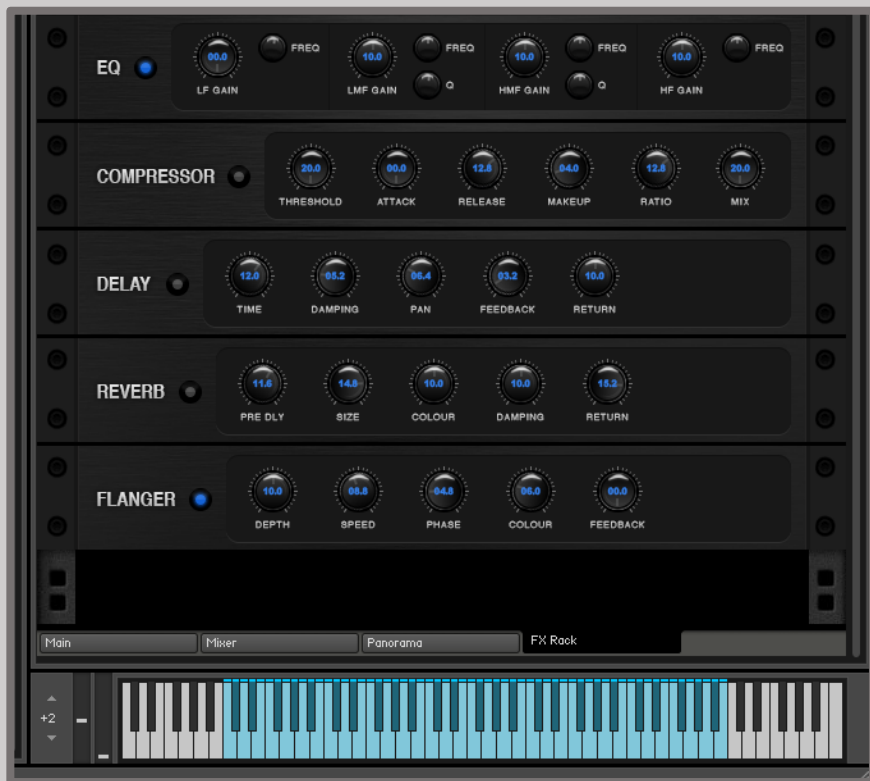 EQ
00.0 FREQ 10.0 FREQ 10.0 FREQ 10.0 FREQ
LF GAIN LMF GAIN Q HMF GAIN Q HF GAIN
COMPRESSOR
20.0 00.0 12.8 04.0 12.8 20.0
THRESHOLD ATTACK RELEASE MAKEUP RATIO MIX
DELAY
12.0 05.2 06.4 03.2 10.0
TIME DAMPING PAN FEEDBACK RETURN
REVERB
11.6 14.8 10.0 10.0 15.2
PRE DLY SIZE COLOUR DAMPING RETURN
FLANGER
10.0 08.8 04.8 06.0 00.0
DEPTH SPEED PHASE COLOUR FEEDBACK
Main Mixer Panorama FX Rack
+2